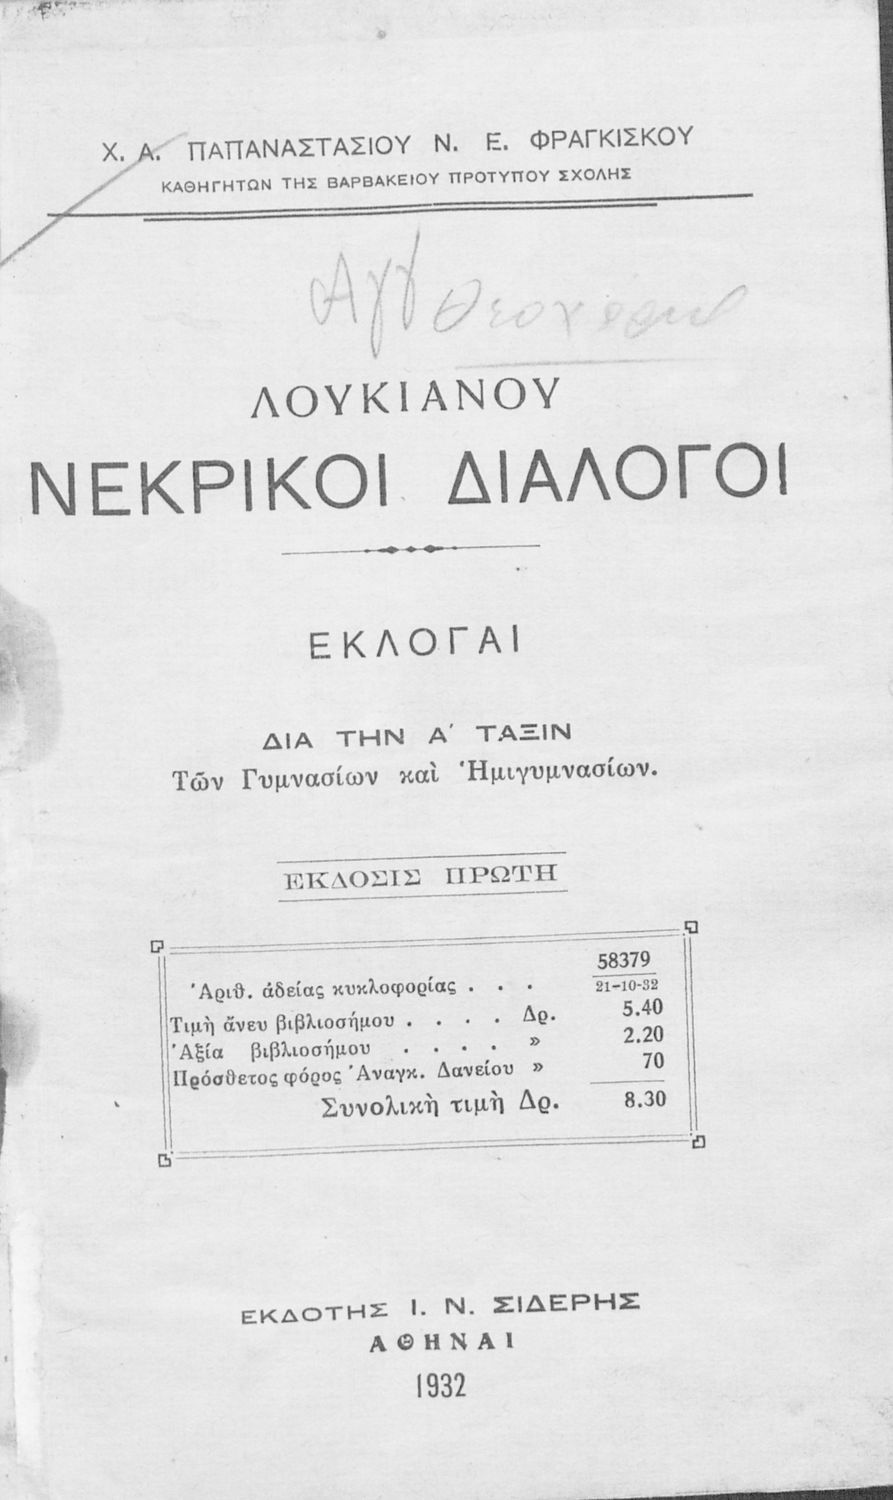 Χ. Α. ΠΑΠΑΝΑΣΤΑΣΙΟΥ Ν. Ε. ΦΡΑΓΚΙΣΚΟΥ
ΚΑΘΗΓΗΤΩΝ ΤΗΣ ΒΑΡΒΑΚΕΙΟΥ ΠΡΟΤΥΠΟΥ ΣΧΟΛΗΣ
ΛΟΥΚΙΑΝΟΥ
ΝΕΚΡΙΚΟΙ ΔΙΑΛΟΓΟΙ
ΕΚΛΟΓΑΙ
ΔΙΑ ΤΗΝ Α΄ ΤΑΞΙΝ
Τῶν Γυμνασίων καὶ Ἡμιγυμνασίων.
ΕΚΔΟΣΙΣ ΠΡΩΤΗ
Ἀριθ. ἀδείας κυκλοφορίας . . . 58379
21-10-32
Τιμὴ ἄνευ βιβλιοσήμου . . . . Δρ. 5.40
Ἀξία βιβλιοσήμου . . . . » 2.20
Πρόσθετος φόρος Ἀναγκ. Δανείου » 70
Συνολικὴ τιμὴ Δρ. 8.30
ΕΚΔΟΤΗΣ Ι. Ν. ΣΙΔΕΡΗΣ
ΑΘΗΝΑΙ
1932